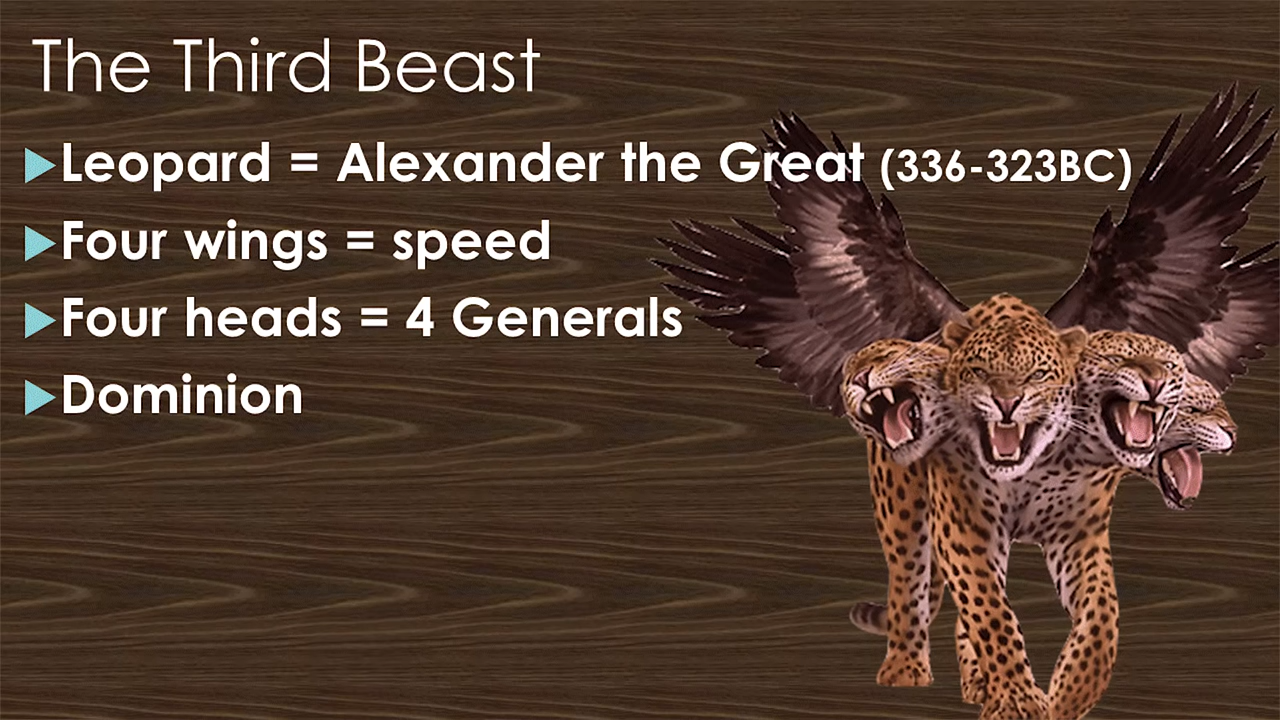 The Third Beast
Leopard = Alexander the Great (336-323BC)
Four wings = speed
Four heads = 4 Generals
Dominion